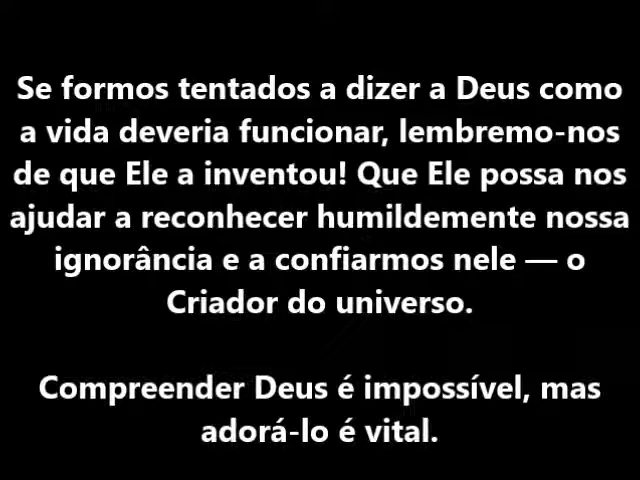 Se formos tentados a dizer a Deus como
a vida deveria funcionar, lembremo-nos
de que Ele a inventou! Que Ele possa nos
ajudar a reconhecer humildemente nossa
ignorância e a confiarmos nele — o
Criador do universo.
Compreender Deus é impossível, mas
adorá-lo é vital.